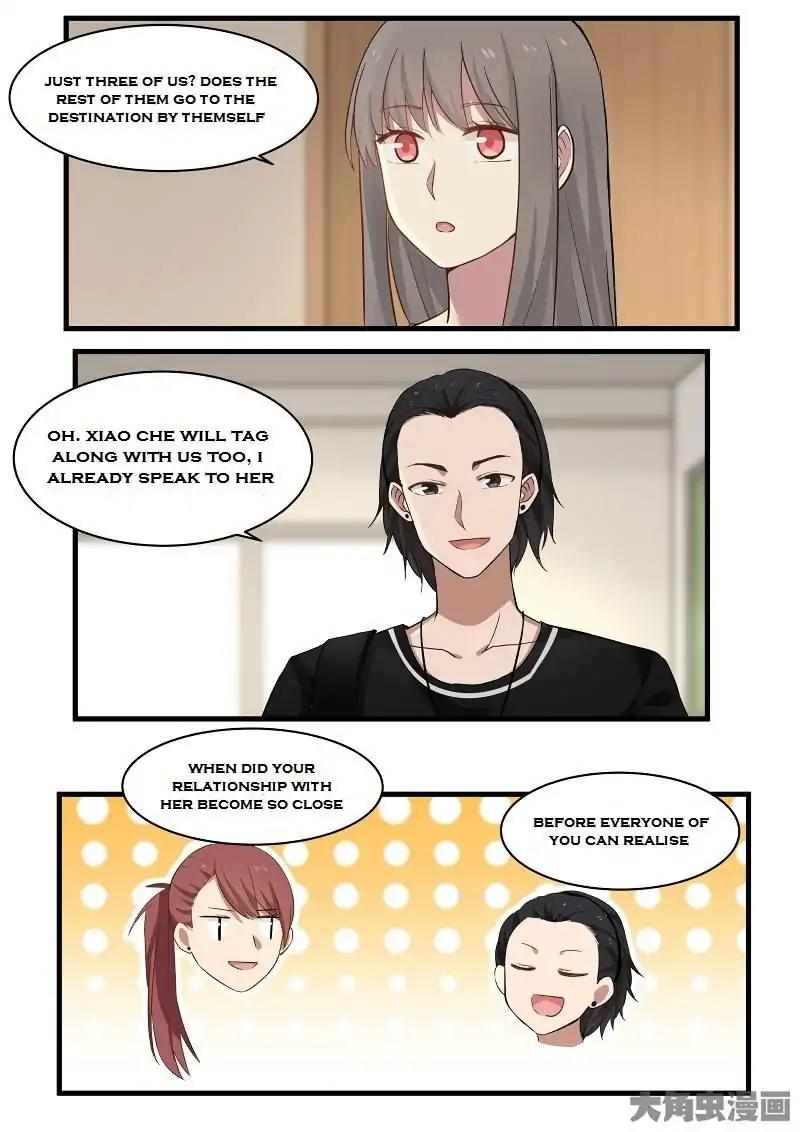 JUST THREE OF US? DOES THE
REST OF THEM GO TO THE
DESTINATION BY THEMSELF
OH. XIAO CHE WILL TAG
ALONG WITH US TOO, I
ALREADY SPEAK TO HER
WHEN DID YOUR
RELATIONSHIP WITH
HER BECOME SO CLOSE
BEFORE EVERYONE OF
YOU CAN REALISE
大角虫漫画